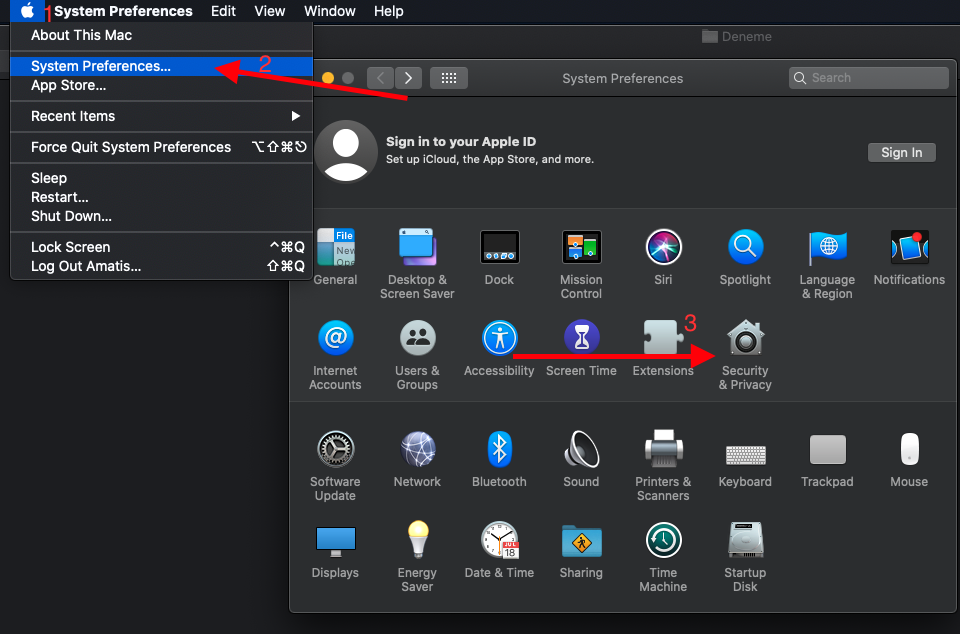 1 System Preferences Edit View Window Help
About This Mac
System Preferences... 2
App Store...
Recent Items
Force Quit System Preferences ⌥⇧⌘⎋
Sleep
Restart...
Shut Down...
Lock Screen ^⌘Q
Log Out Amatis... ⇧⌘Q
Deneme
System Preferences
Search
Sign in to your Apple ID
Set up iCloud, the App Store, and more.
Sign In
File
New
Ope
General
Desktop &
Screen Saver
Dock
Mission
Control
Siri
Spotlight
Language
& Region
Notifications
3
@
Internet
Accounts
Users &
Groups
Accessibility
Screen Time
Extensions
Security
& Privacy
Software
Update
Network
Bluetooth
Sound
Printers &
Scanners
Keyboard
Trackpad
Mouse
Displays
Energy
Saver
JUL
18
Date & Time
Sharing
Time
Machine
Startup
Disk